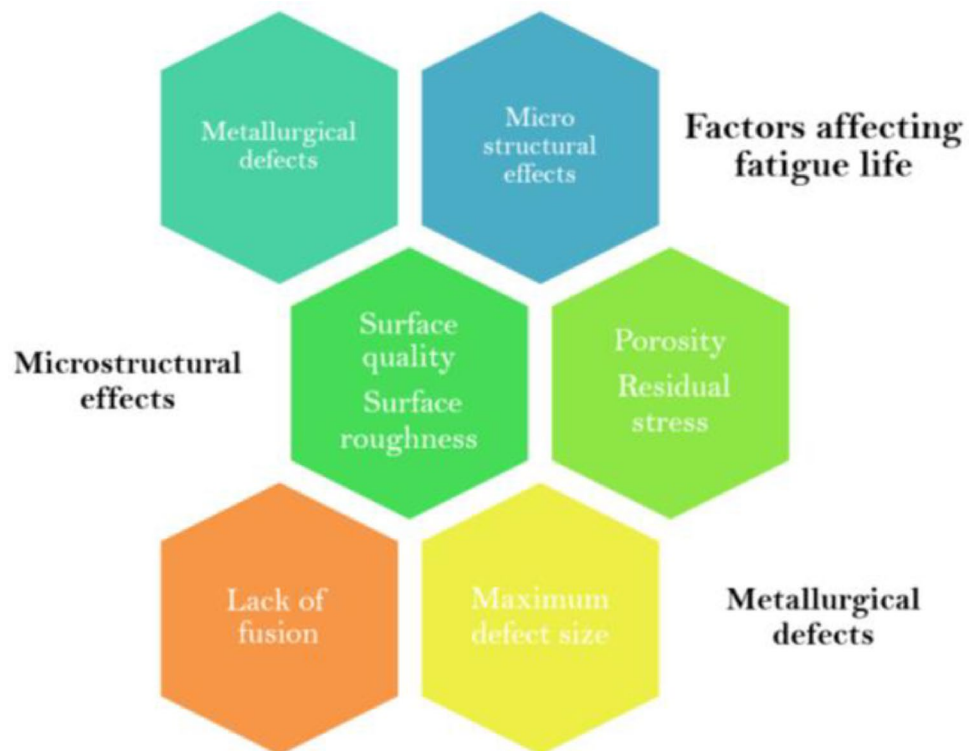 Metallurgical
defects
Micro
structural
effects
Factors affecting
fatigue life
Microstructural
effects
Surface
quality
Surface
roughness
Porosity
Residual
stress
Lack of
fusion
Maximum
defect size
Metallurgical
defects